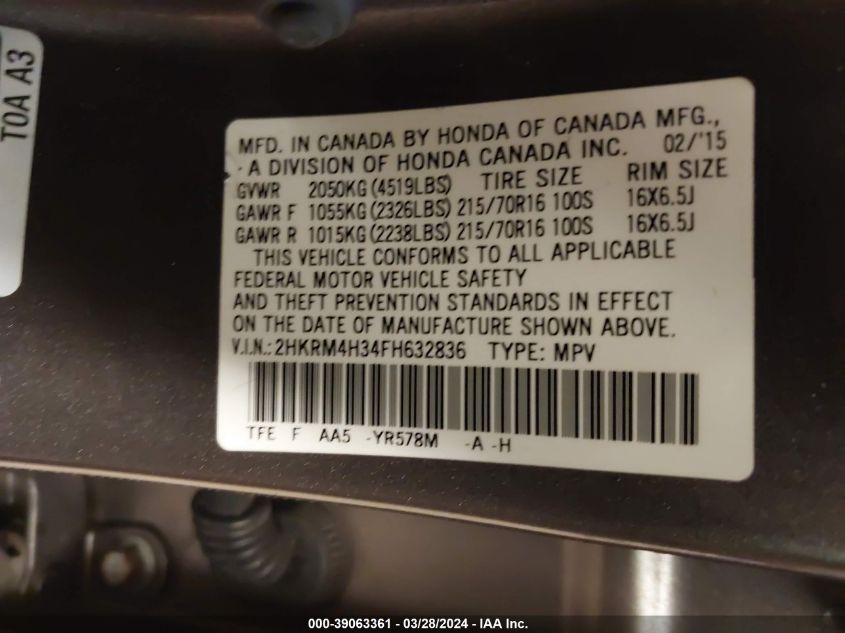 TOA A3
MFD. IN CANADA BY HONDA OF CANADA MFG.,
A DIVISION OF HONDA CANADA INC. 02/'15
GVWR 2050KG (4519LBS) TIRE SIZE RIM SIZE
GAWR F 1055KG (2326LBS) 215/70R16 100S 16X6.5J
GAWR R 1015KG (2238LBS) 215/70R16 100S 16X6.5J
THIS VEHICLE CONFORMS TO ALL APPLICABLE
FEDERAL MOTOR VEHICLE SAFETY
AND THEFT PREVENTION STANDARDS IN EFFECT
ON THE DATE OF MANUFACTURE SHOWN ABOVE.
V.I.N.: 2HKRM4H34FH632836 TYPE: MPV
TFE F AA5 -YR578M -A -H
000-39063361 - 03/28/2024 - IAA Inc.